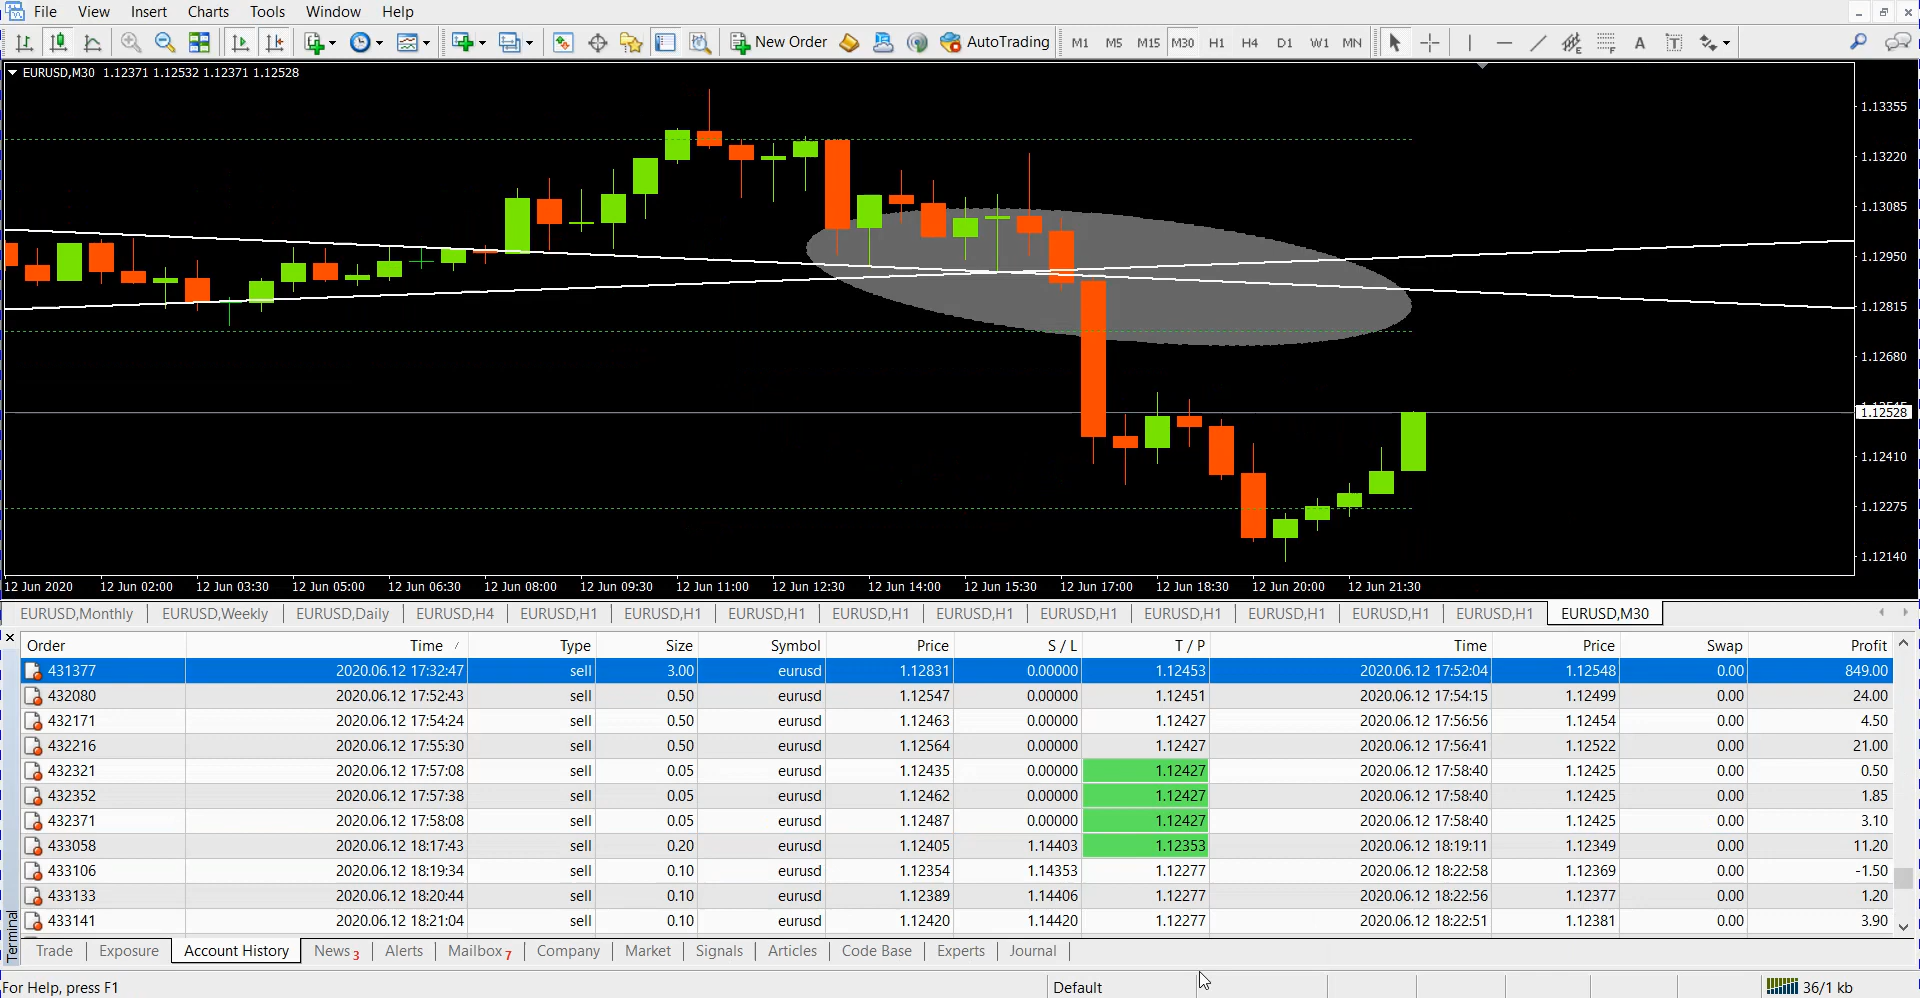 File View Insert Charts Tools Window Help
New Order AutoTrading M1 M5 M15 M30 H1 H4 D1 W1 MN A T
EURUSD,M30 1.12371 1.12532 1.12371 1.12528
1.13355
1.13220
1.13085
1.12950
1.12815
1.12680
1.12545
1.12528
1.12410
1.12275
1.12140
12 Jun 2020 12 Jun 02:00 12 Jun 03:30 12 Jun 05:00 12 Jun 06:30 12 Jun 08:00 12 Jun 09:30 12 Jun 11:00 12 Jun 12:30 12 Jun 14:00 12 Jun 15:30 12 Jun 17:00 12 Jun 18:30 12 Jun 20:00 12 Jun 21:30
EURUSD,Monthly EURUSD,Weekly EURUSD,Daily EURUSD,H4 EURUSD,H1 EURUSD,H1 EURUSD,H1 EURUSD,H1 EURUSD,H1 EURUSD,H1 EURUSD,H1 EURUSD,H1 EURUSD,H1 EURUSD,H1 EURUSD,M30
Order Time / Type Size Symbol Price S / L T / P Time Price Swap Profit
431377 2020.06.12 17:32:47 sell 3.00 eurusd 1.12831 0.00000 1.12453 2020.06.12 17:52:04 1.12548 0.00 849.00
432080 2020.06.12 17:52:43 sell 0.50 eurusd 1.12547 0.00000 1.12451 2020.06.12 17:54:15 1.12499 0.00 24.00
432171 2020.06.12 17:54:24 sell 0.50 eurusd 1.12463 0.00000 1.12427 2020.06.12 17:56:56 1.12454 0.00 4.50
432216 2020.06.12 17:55:30 sell 0.50 eurusd 1.12564 0.00000 1.12427 2020.06.12 17:56:41 1.12522 0.00 21.00
432321 2020.06.12 17:57:08 sell 0.05 eurusd 1.12435 0.00000 1.12427 2020.06.12 17:58:40 1.12425 0.00 0.50
432352 2020.06.12 17:57:38 sell 0.05 eurusd 1.12462 0.00000 1.12427 2020.06.12 17:58:40 1.12425 0.00 1.85
432371 2020.06.12 17:58:08 sell 0.05 eurusd 1.12487 0.00000 1.12427 2020.06.12 17:58:40 1.12425 0.00 3.10
433058 2020.06.12 18:17:43 sell 0.20 eurusd 1.12405 1.14403 1.12353 2020.06.12 18:19:11 1.12349 0.00 11.20
433106 2020.06.12 18:19:34 sell 0.10 eurusd 1.12354 1.14353 1.12277 2020.06.12 18:22:58 1.12369 0.00 -1.50
433133 2020.06.12 18:20:44 sell 0.10 eurusd 1.12389 1.14406 1.12277 2020.06.12 18:22:56 1.12377 0.00 1.20
433141 2020.06.12 18:21:04 sell 0.10 eurusd 1.12420 1.14420 1.12277 2020.06.12 18:22:51 1.12381 0.00 3.90
Terminal
Trade Exposure Account History News 3 Alerts Mailbox 7 Company Market Signals Articles Code Base Experts Journal
For Help, press F1 Default 36/1 kb